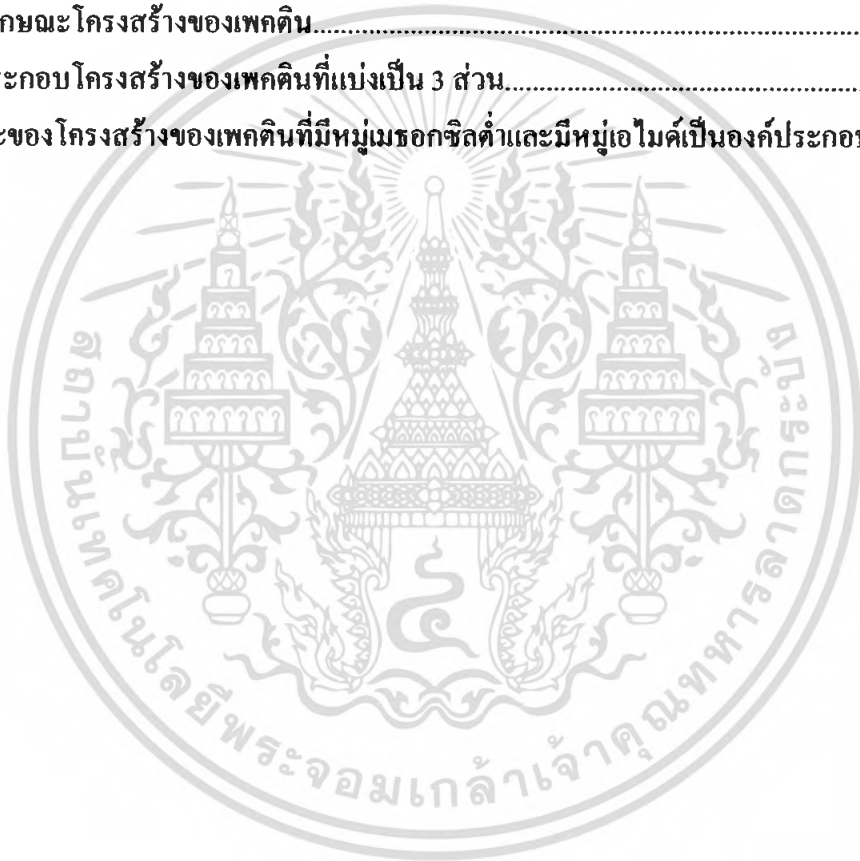 กษณะโครงสร้างของเพคติน
ระกอบโครงสร้างของเพคตินที่แบ่งเป็น 3 ส่วน
ะของโครงสร้างของเพคตินที่มีหมู่เมธอกซิลต่ำและมีหมู่เอไมด์เป็นองค์ประกอบ
สถาบันเทคโนโลยีพระจอมเกล้าเจ้าคุณทหารลาดกระบัง